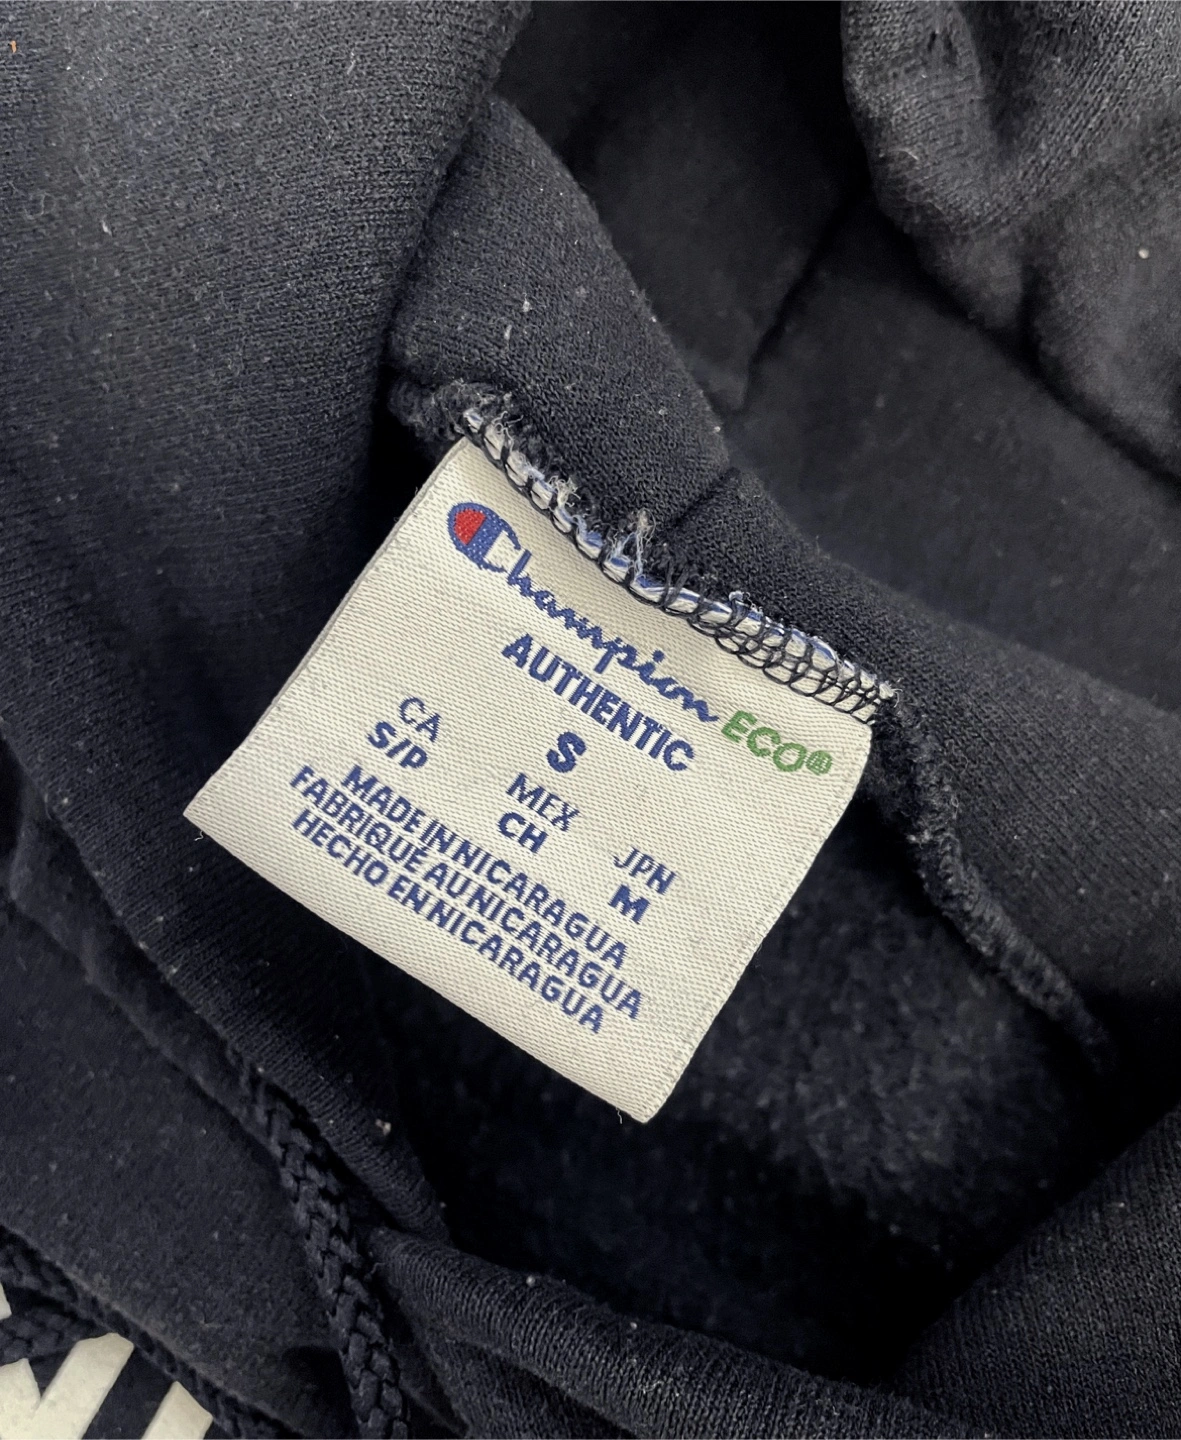 Champion ECO®
AUTHENTIC
S
CA MEX JPN
S/P CH M
MADE IN NICARAGUA
FABRIQUÉ AU NICARAGUA
HECHO EN NICARAGUA